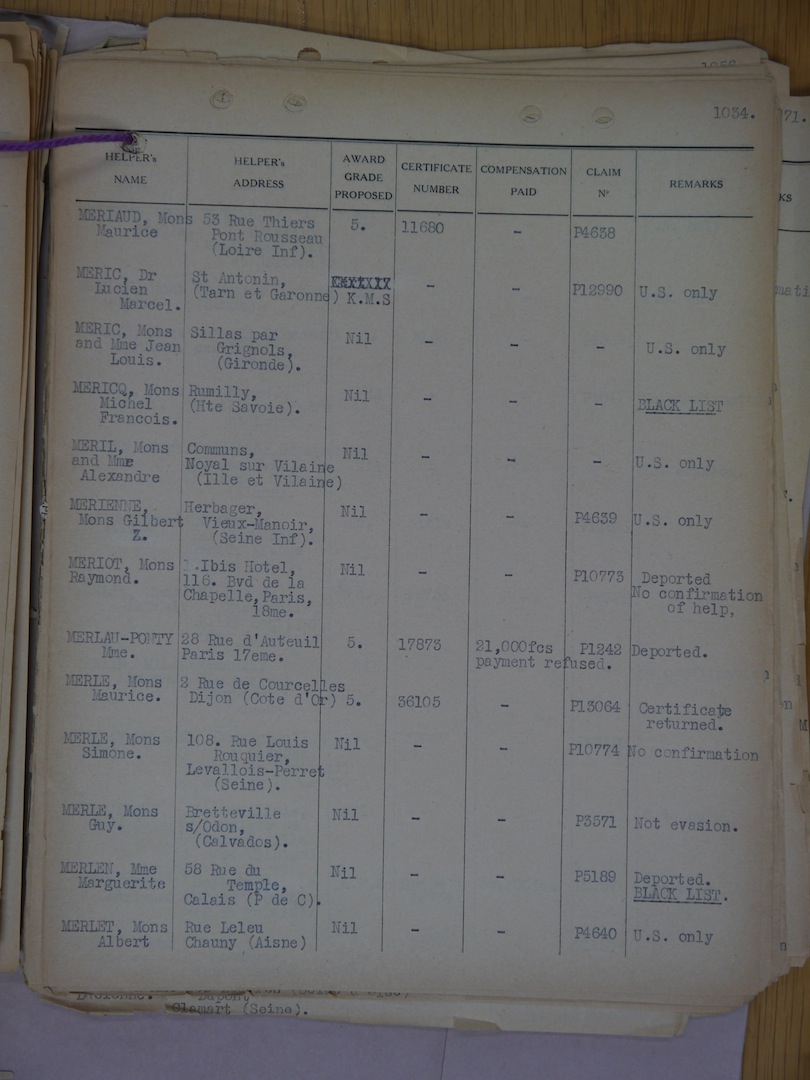 1034.
71.
HELPER's NAME
HELPER's ADDRESS
AWARD GRADE PROPOSED
CERTIFICATE NUMBER
COMPENSATION PAID
CLAIM Nº
REMARKS
KS
MERIAUD, Mons 53 Rue Thiers 5. 11680 - P4638
Maurice Pont Rousseau
(Loire Inf).
MERIC, Dr St Antonin,
Lucien (Tarn et Garonne) K.M.S - - P12990 U.S. only
Marcel.
MERIC, Mons Sillas par Nil - - - U.S. only
and Mme Jean Grignols,
Louis. (Gironde).
MERICQ, Mons Rumilly, Nil - - - BLACK LIST
Michel (Hte Savoie).
Francois.
MERIL, Mons Communs, Nil - - - U.S. only
and Mme Noyal sur Vilaine
Alexandre (Ille et Vilaine)
MERIENNE, Herbager, Nil - - P4639 U.S. only
Mons Gilbert Vieux-Manoir,
Z. (Seine Inf).
MERIOT, Mons Ibis Hotel, Nil - - P10773 Deported
Raymond. 116. Bvd de la No confirmation
Chapelle, Paris, of help,
18me.
MERLAU-PONTY 28 Rue d'Auteuil 5. 17873 21,000fcs P1242 Deported.
Mme. Paris 17eme. payment refused.
MERLE, Mons 2 Rue de Courcelles
Maurice. Dijon (Cote d'Or) 5. 36105 - P13064 Certificate
returned.
MERLE, Mons 108. Rue Louis Nil - - P10774 No confirmation
Simone. Rouquier,
Levallois-Perret
(Seine).
MERLE, Mons Bretteville Nil - - P3571 Not evasion.
Guy. s/Odon,
(Calvados).
MERLEN, Mme 58 Rue du Nil - - P5189 Deported.
Marguerite Temple, BLACK LIST.
Calais (P de C).
MERLET, Mons Rue Leleu Nil - - P4640 U.S. only
Albert Chauny (Aisne)
Clamart (Seine).